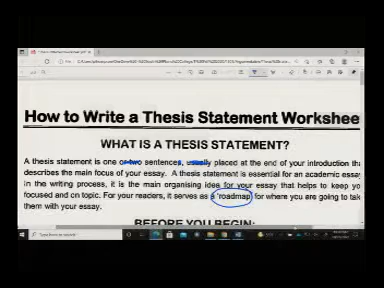 How to Write a Thesis Statement Workshee
WHAT IS A THESIS STATEMENT?
A thesis statement is one or two sentences, usually placed at the end of your introduction tha
describes the main focus of your essay. A thesis statement is essential for an academic essay
In the writing process, it is the main organising idea for your essay that helps to keep yo
focused and on topic. For your readers, it serves as a 'roadmap' for where you are going to tak
them with your essay.
BEFORE YOU BEGIN: